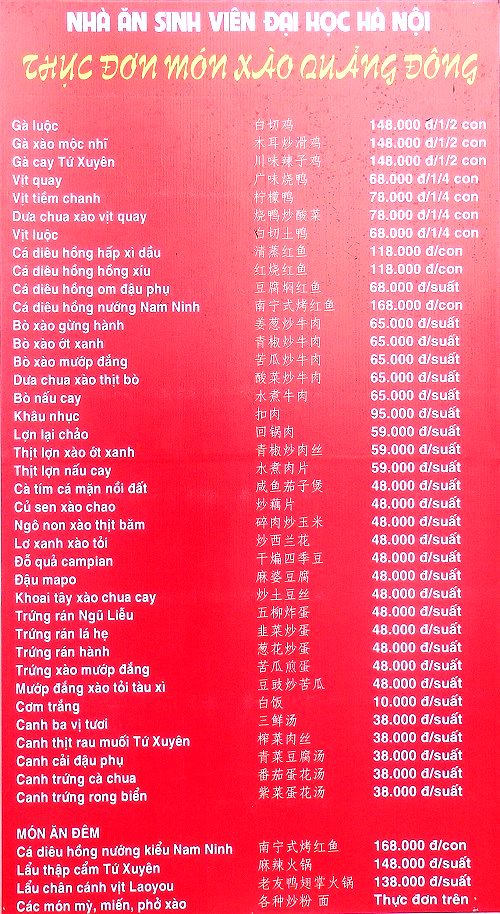 NHÀ ĂN SINH VIÊN ĐẠI HỌC HÀ NỘI
THỰC ĐƠN MÓN XÀO QUẢNG ĐÔNG
Gà luộc 白切鸡 148.000 đ/1/2 con
Gà xào mộc nhĩ 木耳炒滑鸡 148.000 đ/1/2 con
Gà cay Tứ Xuyên 川味辣子鸡 148.000 đ/1/2 con
Vịt quay 广味烧鸭 68.000 đ/1/4 con
Vịt tiềm chanh 柠檬鸭 78.000 đ/1/4 con
Dưa chua xào vịt quay 烧鸭炒酸菜 78.000 đ/1/4 con
Vịt luộc 白切土鸭 68.000 đ/1/4 con
Cá diêu hồng hấp xì dầu 清蒸红鱼 118.000 đ/con
Cá diêu hồng hồng xíu 红烧红鱼 118.000 đ/con
Cá diêu hồng om đậu phụ 豆腐焖红鱼 68.000 đ/suất
Cá diêu hồng nướng Nam Ninh 南宁式烤红鱼 168.000 đ/con
Bò xào gừng hành 姜葱炒牛肉 65.000 đ/suất
Bò xào ớt xanh 青椒炒牛肉 65.000 đ/suất
Bò xào mướp đắng 苦瓜炒牛肉 65.000 đ/suất
Dưa chua xào thịt bò 酸菜炒牛肉 65.000 đ/suất
Bò nấu cay 水煮牛肉 65.000 đ/suất
Khâu nhục 扣肉 95.000 đ/suất
Lợn lại chảo 回锅肉 59.000 đ/suất
Thịt lợn xào ớt xanh 青椒炒肉丝 59.000 đ/suất
Thịt lợn nấu cay 水煮肉片 59.000 đ/suất
Cà tím cá mặn nồi đất 咸鱼茄子煲 48.000 đ/suất
Củ sen xào chao 炒藕片 48.000 đ/suất
Ngô non xào thịt băm 碎肉炒玉米 48.000 đ/suất
Lơ xanh xào tỏi 炒西兰花 48.000 đ/suất
Đỗ quả campian 干煸四季豆 48.000 đ/suất
Đậu mapo 麻婆豆腐 48.000 đ/suất
Khoai tây xào chua cay 炒土豆丝 48.000 đ/suất
Trứng rán Ngũ Liễu 五柳炸蛋 48.000 đ/suất
Trứng rán lá hẹ 韭菜炒蛋 48.000 đ/suất
Trứng rán hành 葱花炒蛋 48.000 đ/suất
Trứng xào mướp đắng 苦瓜煎蛋 48.000 đ/suất
Mướp đắng xào tỏi tàu xì 豆豉炒苦瓜 48.000 đ/suất
Cơm trắng 白饭 10.000 đ/suất
Canh ba vị tươi 三鲜汤 38.000 đ/suất
Canh thịt rau muối Tứ Xuyên 榨菜肉丝 38.000 đ/suất
Canh cải đậu phụ 青菜豆腐汤 38.000 đ/suất
Canh trứng cà chua 番茄蛋花汤 38.000 đ/suất
Canh trứng rong biển 紫菜蛋花汤 38.000 đ/suất
MÓN ĂN ĐÊM
Cá diêu hồng nướng kiểu Nam Ninh 南宁式烤红鱼 168.000 đ/con
Lẩu thập cẩm Tứ Xuyên 麻辣火锅 148.000 đ/suất
Lẩu chân cánh vịt Laoyou 老友鸭翅掌火锅 138.000 đ/suất
Các món mỳ, miến, phở xào 各种炒粉 面 Thực đơn trên